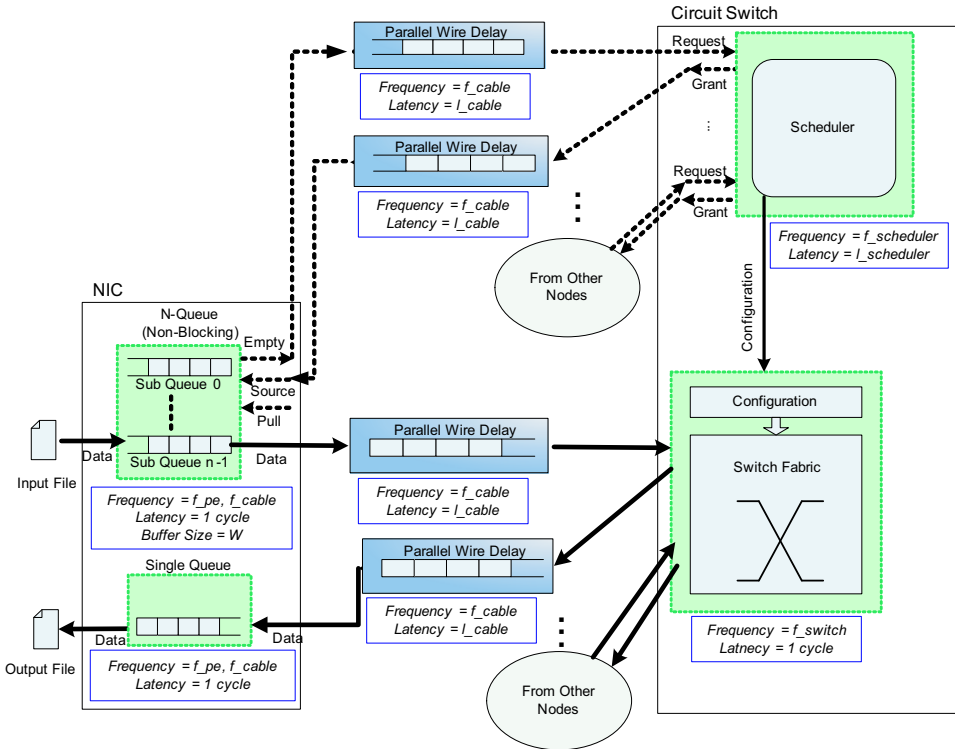 Circuit Switch
Parallel Wire Delay
Frequency = f_cable
Latency = l_cable
Request
Grant
Scheduler
Parallel Wire Delay
Frequency = f_cable
Latency = l_cable
Request
Grant
Frequency = f_scheduler
Latency = l_scheduler
From Other
Nodes
Configuration
NIC
N-Queue
(Non-Blocking)
Empty
Sub Queue 0
Source
Pull
Sub Queue n-1
Data
Data
Input File
Frequency = f_pe, f_cable
Latency = 1 cycle
Buffer Size = W
Parallel Wire Delay
Frequency = f_cable
Latency = l_cable
Configuration
Switch Fabric
Frequency = f_switch
Latnecy = 1 cycle
Single Queue
Data
Data
Output File
Frequency = f_pe, f_cable
Latency = 1 cycle
Parallel Wire Delay
Frequency = f_cable
Latency = l_cable
From Other
Nodes